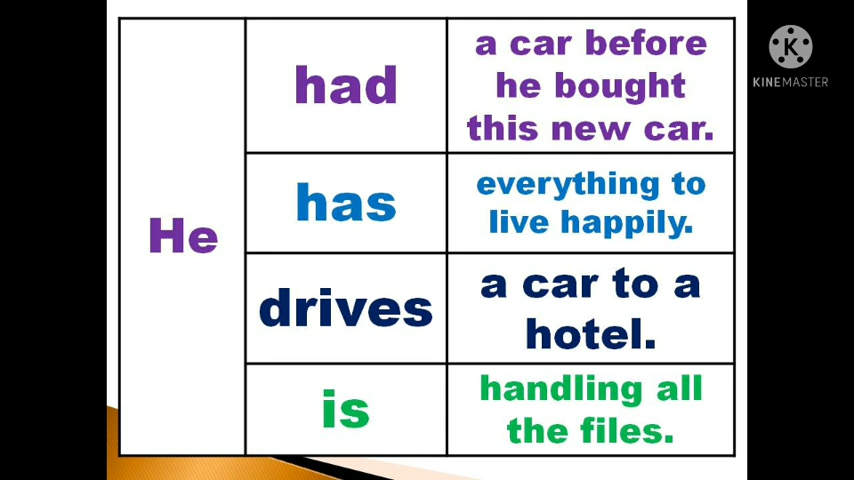 He
had
a car before
he bought
this new car.
has
everything to
live happily.
drives
a car to a
hotel.
is
handling all
the files.
K
KINEMASTER